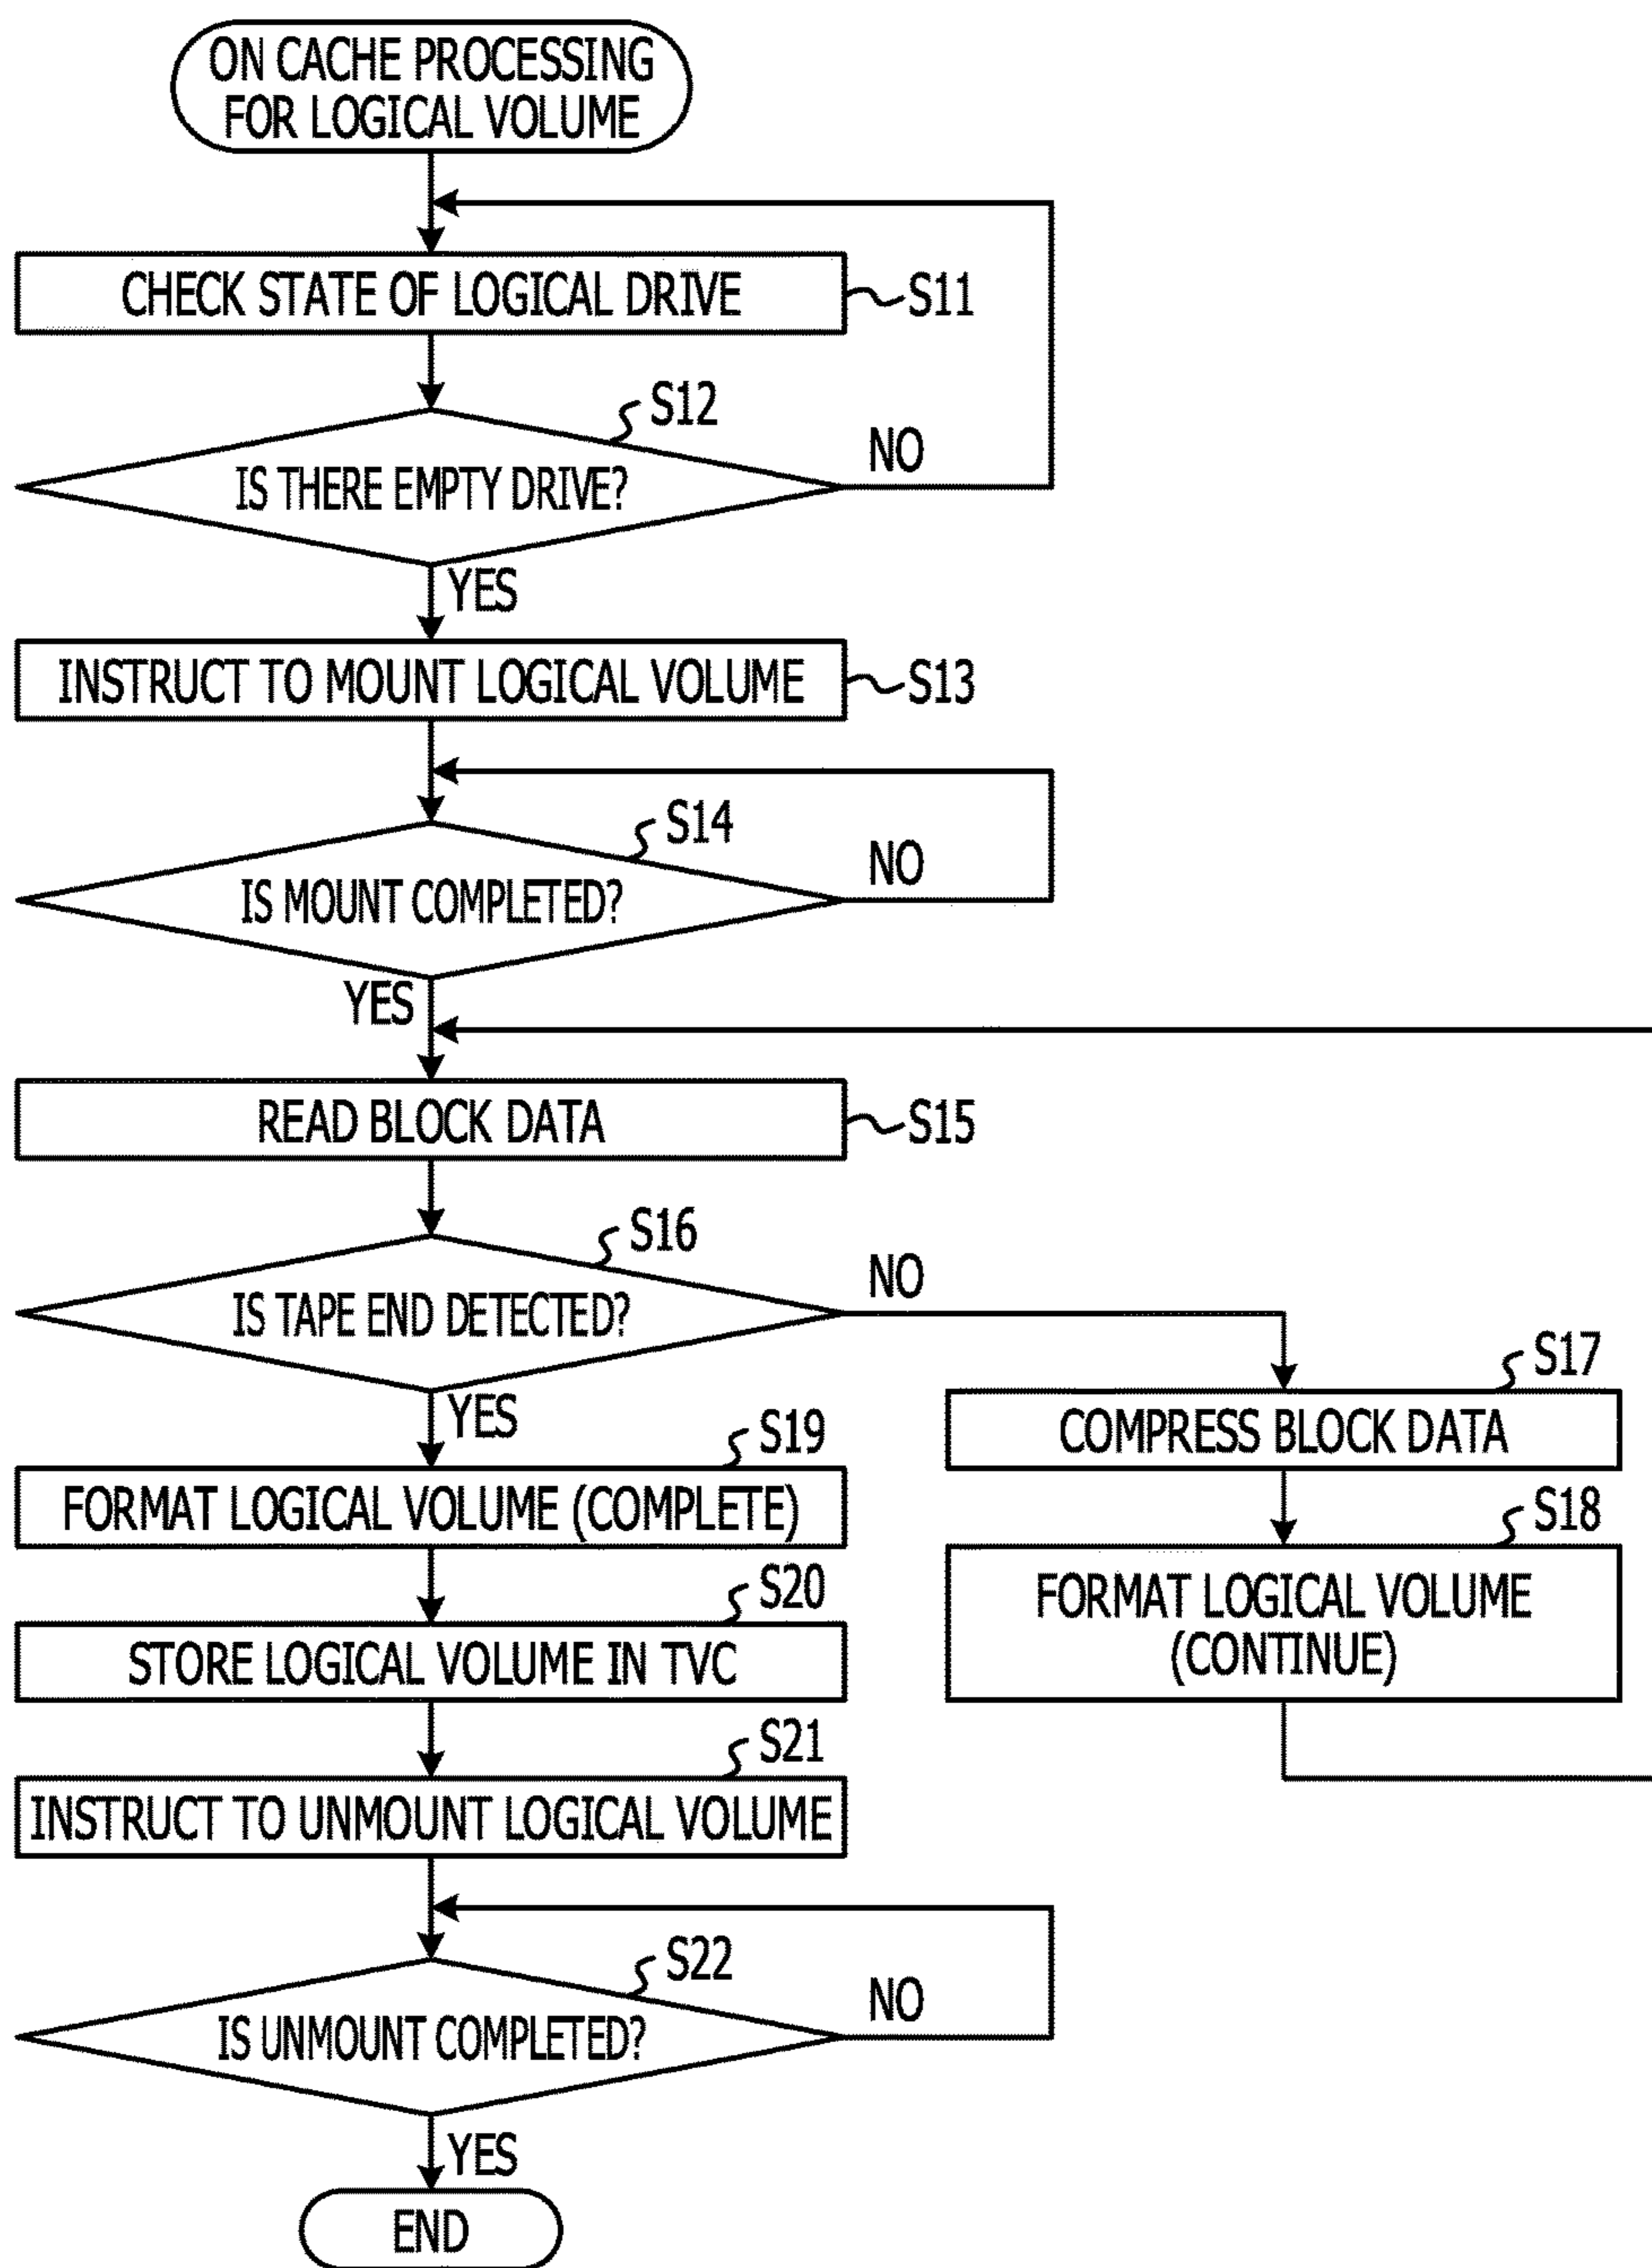 ON CACHE PROCESSING
FOR LOGICAL VOLUME
CHECK STATE OF LOGICAL DRIVE
S11
S12
IS THERE EMPTY DRIVE?
NO
YES
INSTRUCT TO MOUNT LOGICAL VOLUME
S13
S14
IS MOUNT COMPLETED?
NO
YES
READ BLOCK DATA
S15
S16
IS TAPE END DETECTED?
NO
YES
S17
COMPRESS BLOCK DATA
S18
FORMAT LOGICAL VOLUME
(CONTINUE)
S19
FORMAT LOGICAL VOLUME (COMPLETE)
S20
STORE LOGICAL VOLUME IN TVC
S21
INSTRUCT TO UNMOUNT LOGICAL VOLUME
S22
IS UNMOUNT COMPLETED?
NO
YES
END